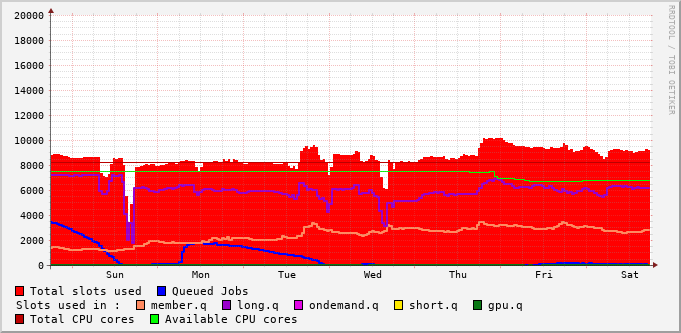 20000
18000
16000
14000
12000
10000
8000
6000
4000
2000
0
Sun Mon Tue Wed Thu Fri Sat
RRDTOOL / TOBI OETIKER
Total slots used Queued Jobs
Slots used in : member.q long.q ondemand.q short.q gpu.q
Total CPU cores Available CPU cores